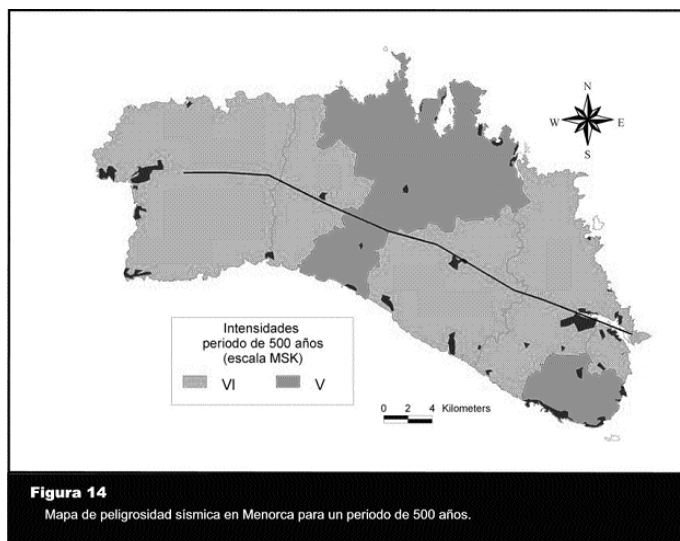 N
W E
S
Intensidades
periodo de 500 años
(escala MSK)
VI V
0 2 4 Kilometers
Figura 14
Mapa de peligrosidad sísmica en Menorca para un periodo de 500 años.